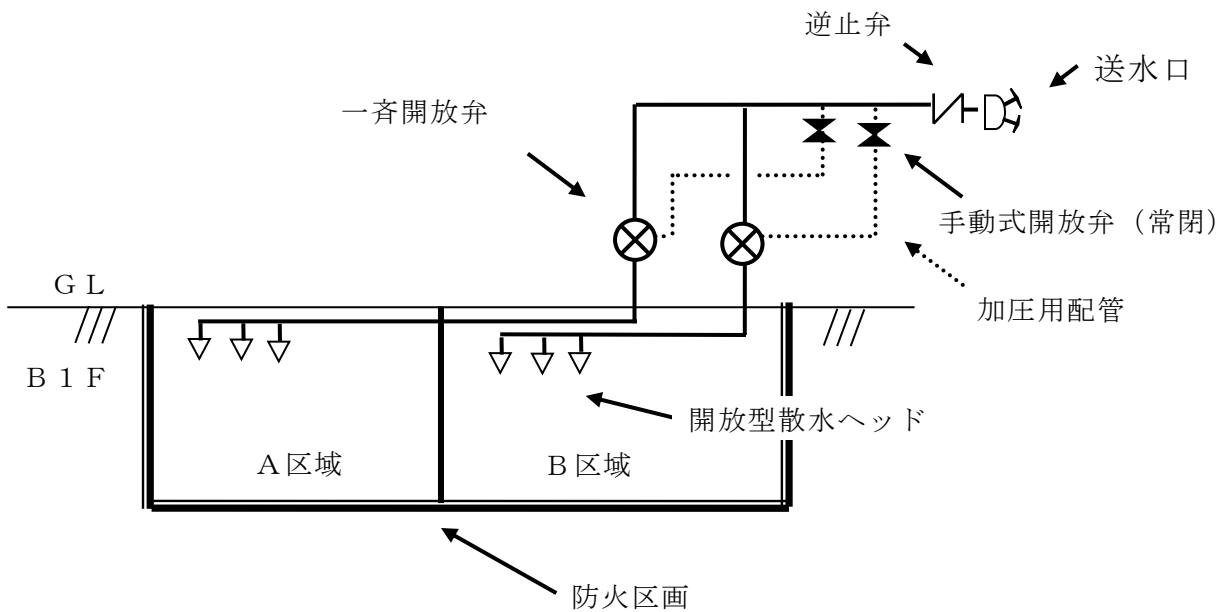 逆止弁
送水口
一斉開放弁
手動式開放弁（常閉）
ＧＬ
加圧用配管
Ｂ１Ｆ
開放型散水ヘッド
Ａ区域
Ｂ区域
防火区画